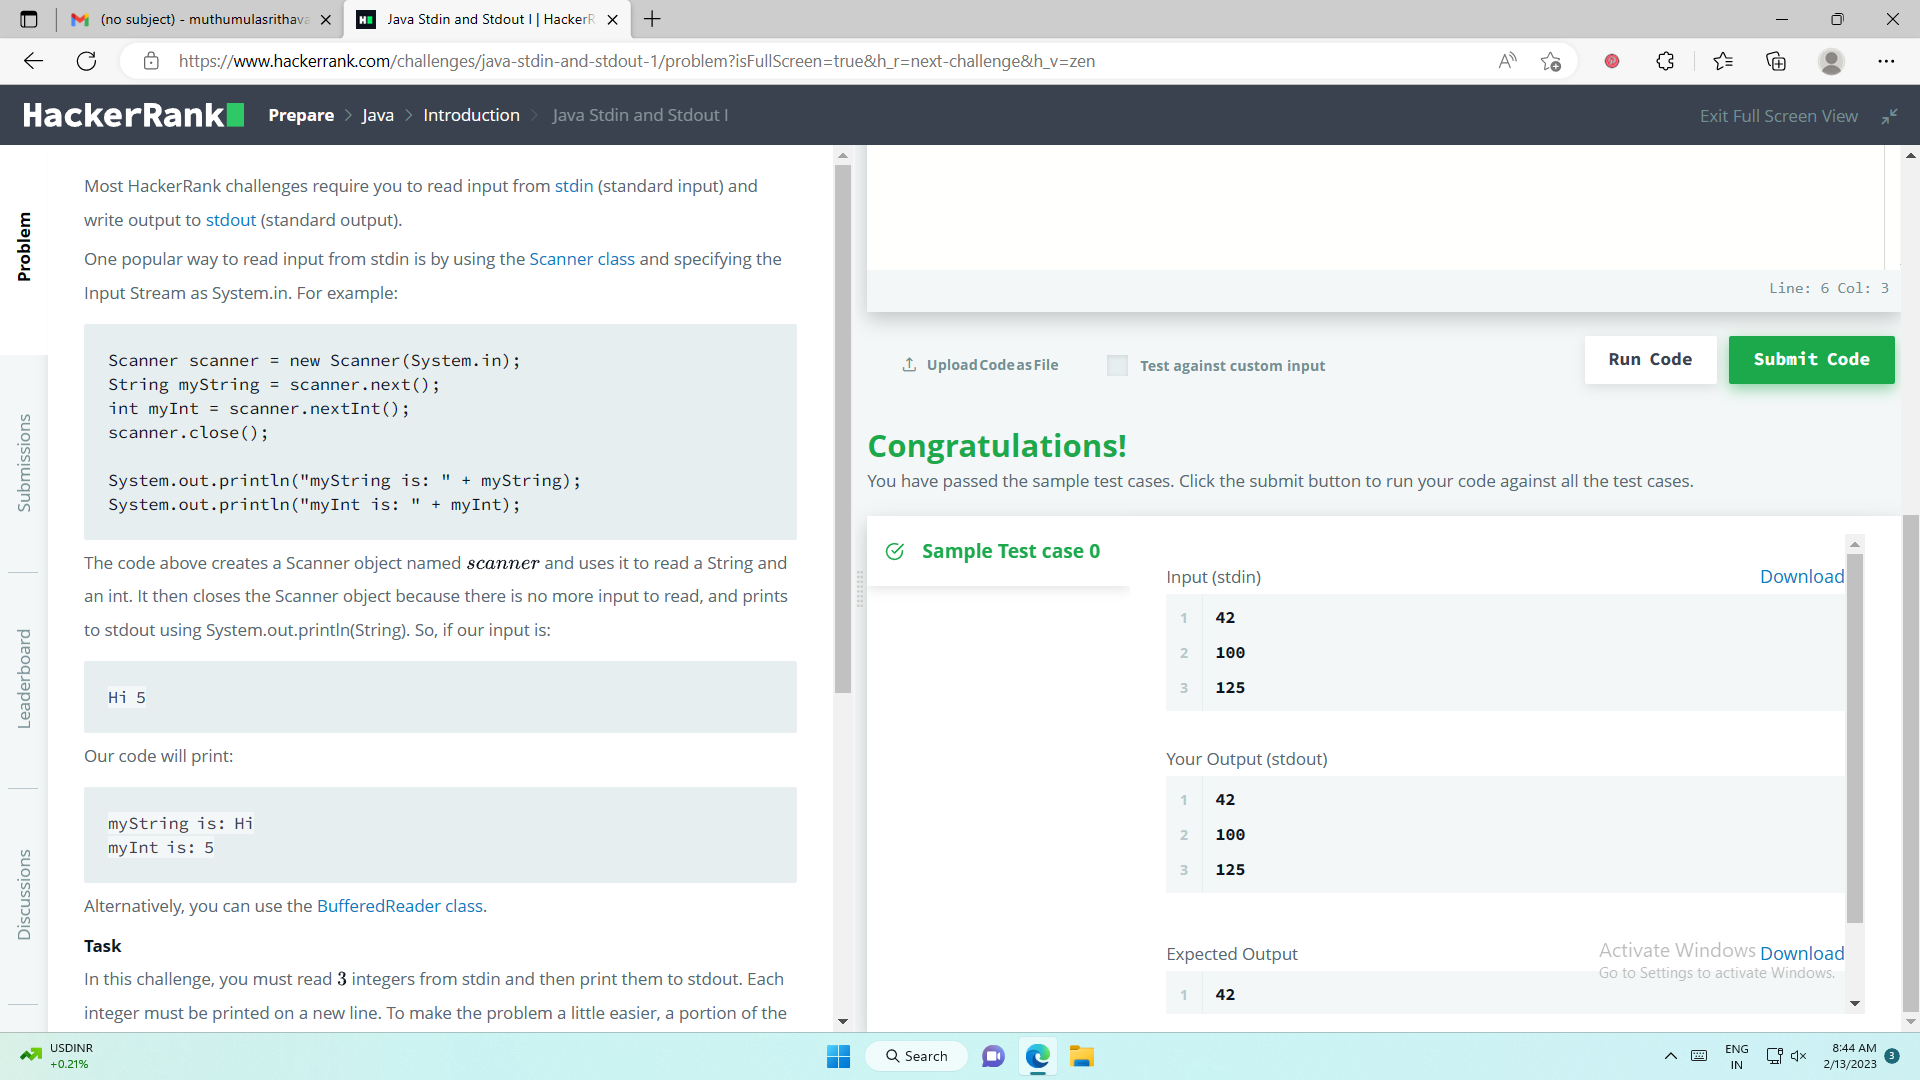 (no subject) - muthumulasrithava
Java Stdin and Stdout I | HackerR
https://www.hackerrank.com/challenges/java-stdin-and-stdout-1/problem?isFullScreen=true&h_r=next-challenge&h_v=zen
HackerRank
Prepare > Java > Introduction > Java Stdin and Stdout I
Exit Full Screen View
Problem
Submissions
Leaderboard
Discussions
Most HackerRank challenges require you to read input from stdin (standard input) and
write output to stdout (standard output).
One popular way to read input from stdin is by using the Scanner class and specifying the
Input Stream as System.in. For example:
Scanner scanner = new Scanner(System.in);
String myString = scanner.next();
int myInt = scanner.nextInt();
scanner.close();
System.out.println("myString is: " + myString);
System.out.println("myInt is: " + myInt);
The code above creates a Scanner object named scanner and uses it to read a String and
an int. It then closes the Scanner object because there is no more input to read, and prints
to stdout using System.out.println(String). So, if our input is:
Hi 5
Our code will print:
myString is: Hi
myInt is: 5
Alternatively, you can use the BufferedReader class.
Task
In this challenge, you must read 3 integers from stdin and then print them to stdout. Each
integer must be printed on a new line. To make the problem a little easier, a portion of the
Line: 6 Col: 3
Upload Code as File
Test against custom input
Run Code
Submit Code
Congratulations!
You have passed the sample test cases. Click the submit button to run your code against all the test cases.
Sample Test case 0
Input (stdin)
Download
1 42
2 100
3 125
Your Output (stdout)
1 42
2 100
3 125
Expected Output
Download
1 42
Activate Windows
Go to Settings to activate Windows.
USDINR
+0.21%
Search
ENG
IN
8:44 AM
2/13/2023
3